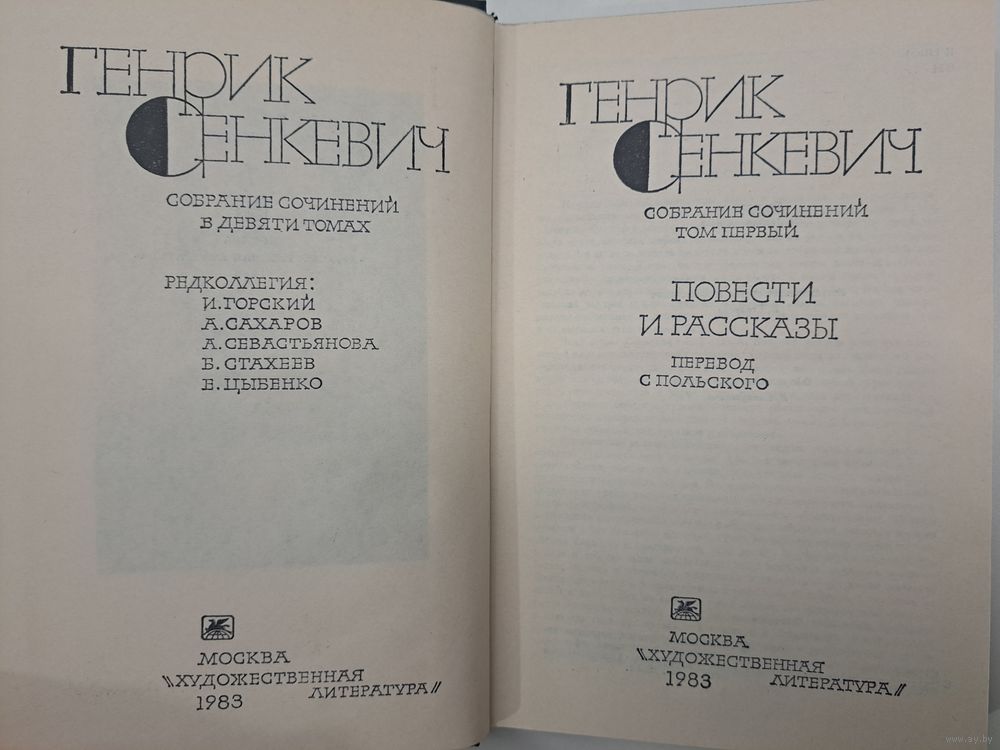 ГЕНРИК
СЕНКЕВИЧ
СОБРАНИЕ СОЧИНЕНИЙ
В ДЕВЯТИ ТОМАХ
РЕДКОЛЛЕГИЯ:
И.ГОРСКИЙ
А.САХАРОВ
А.СЕВАСТЬЯНОВА
Б.СТАХЕЕВ
Е.ЦЫБЕНКО
МОСКВА
"ХУДОЖЕСТВЕННАЯ
ЛИТЕРАТУРА"
1983
ГЕНРИК
СЕНКЕВИЧ
СОБРАНИЕ СОЧИНЕНИЙ
ТОМ ПЕРВЫЙ
ПОВЕСТИ
И РАССКАЗЫ
ПЕРЕВОД
С ПОЛЬСКОГО
МОСКВА
"ХУДОЖЕСТВЕННАЯ
ЛИТЕРАТУРА"
1983
www.ay.by